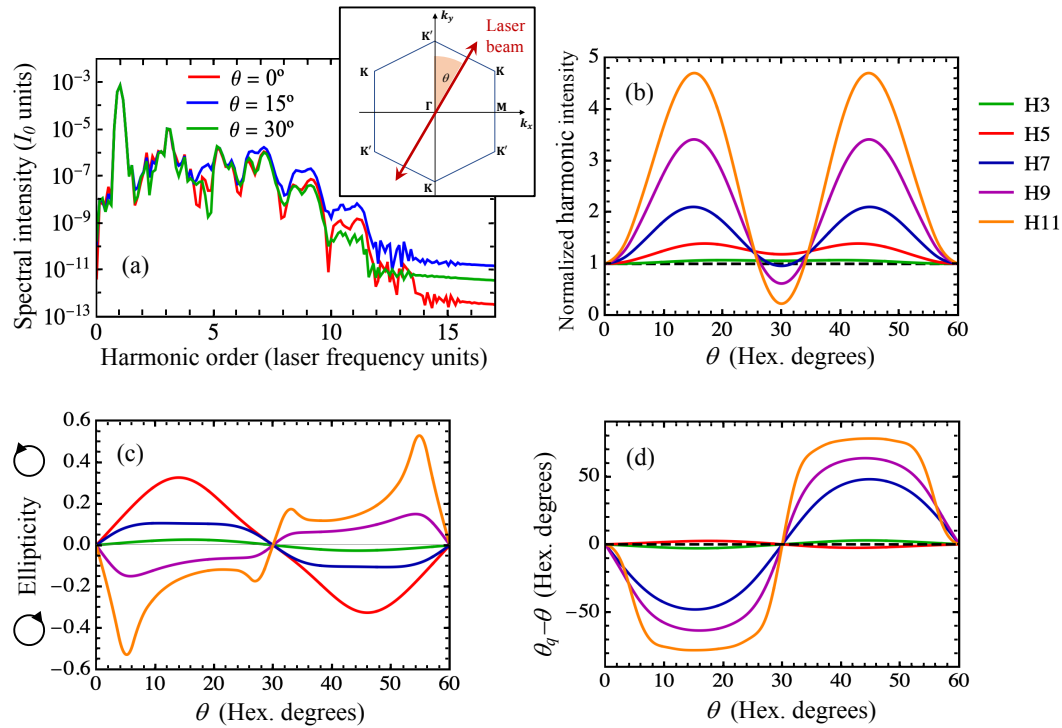 Spectral intensity (I0 units)
10−3
10−5
10−7
10−9
10−11
10−13
θ = 0º
θ = 15º
θ = 30º
(a)
0 5 10 15
Harmonic order (laser frequency units)
ky
K′
Laser
beam
K
K
θ
Γ
M
kx
K′
K′
K
Normalized harmonic intensity
5
4
3
2
1
0
(b)
0 10 20 30 40 50 60
θ (Hex. degrees)
H3
H5
H7
H9
H11
Ellipticity
0.6
0.4
0.2
0.0
−0.2
−0.4
−0.6
(c)
0 10 20 30 40 50 60
θ (Hex. degrees)
θq−θ (Hex. degrees)
50
0
−50
(d)
0 10 20 30 40 50 60
θ (Hex. degrees)